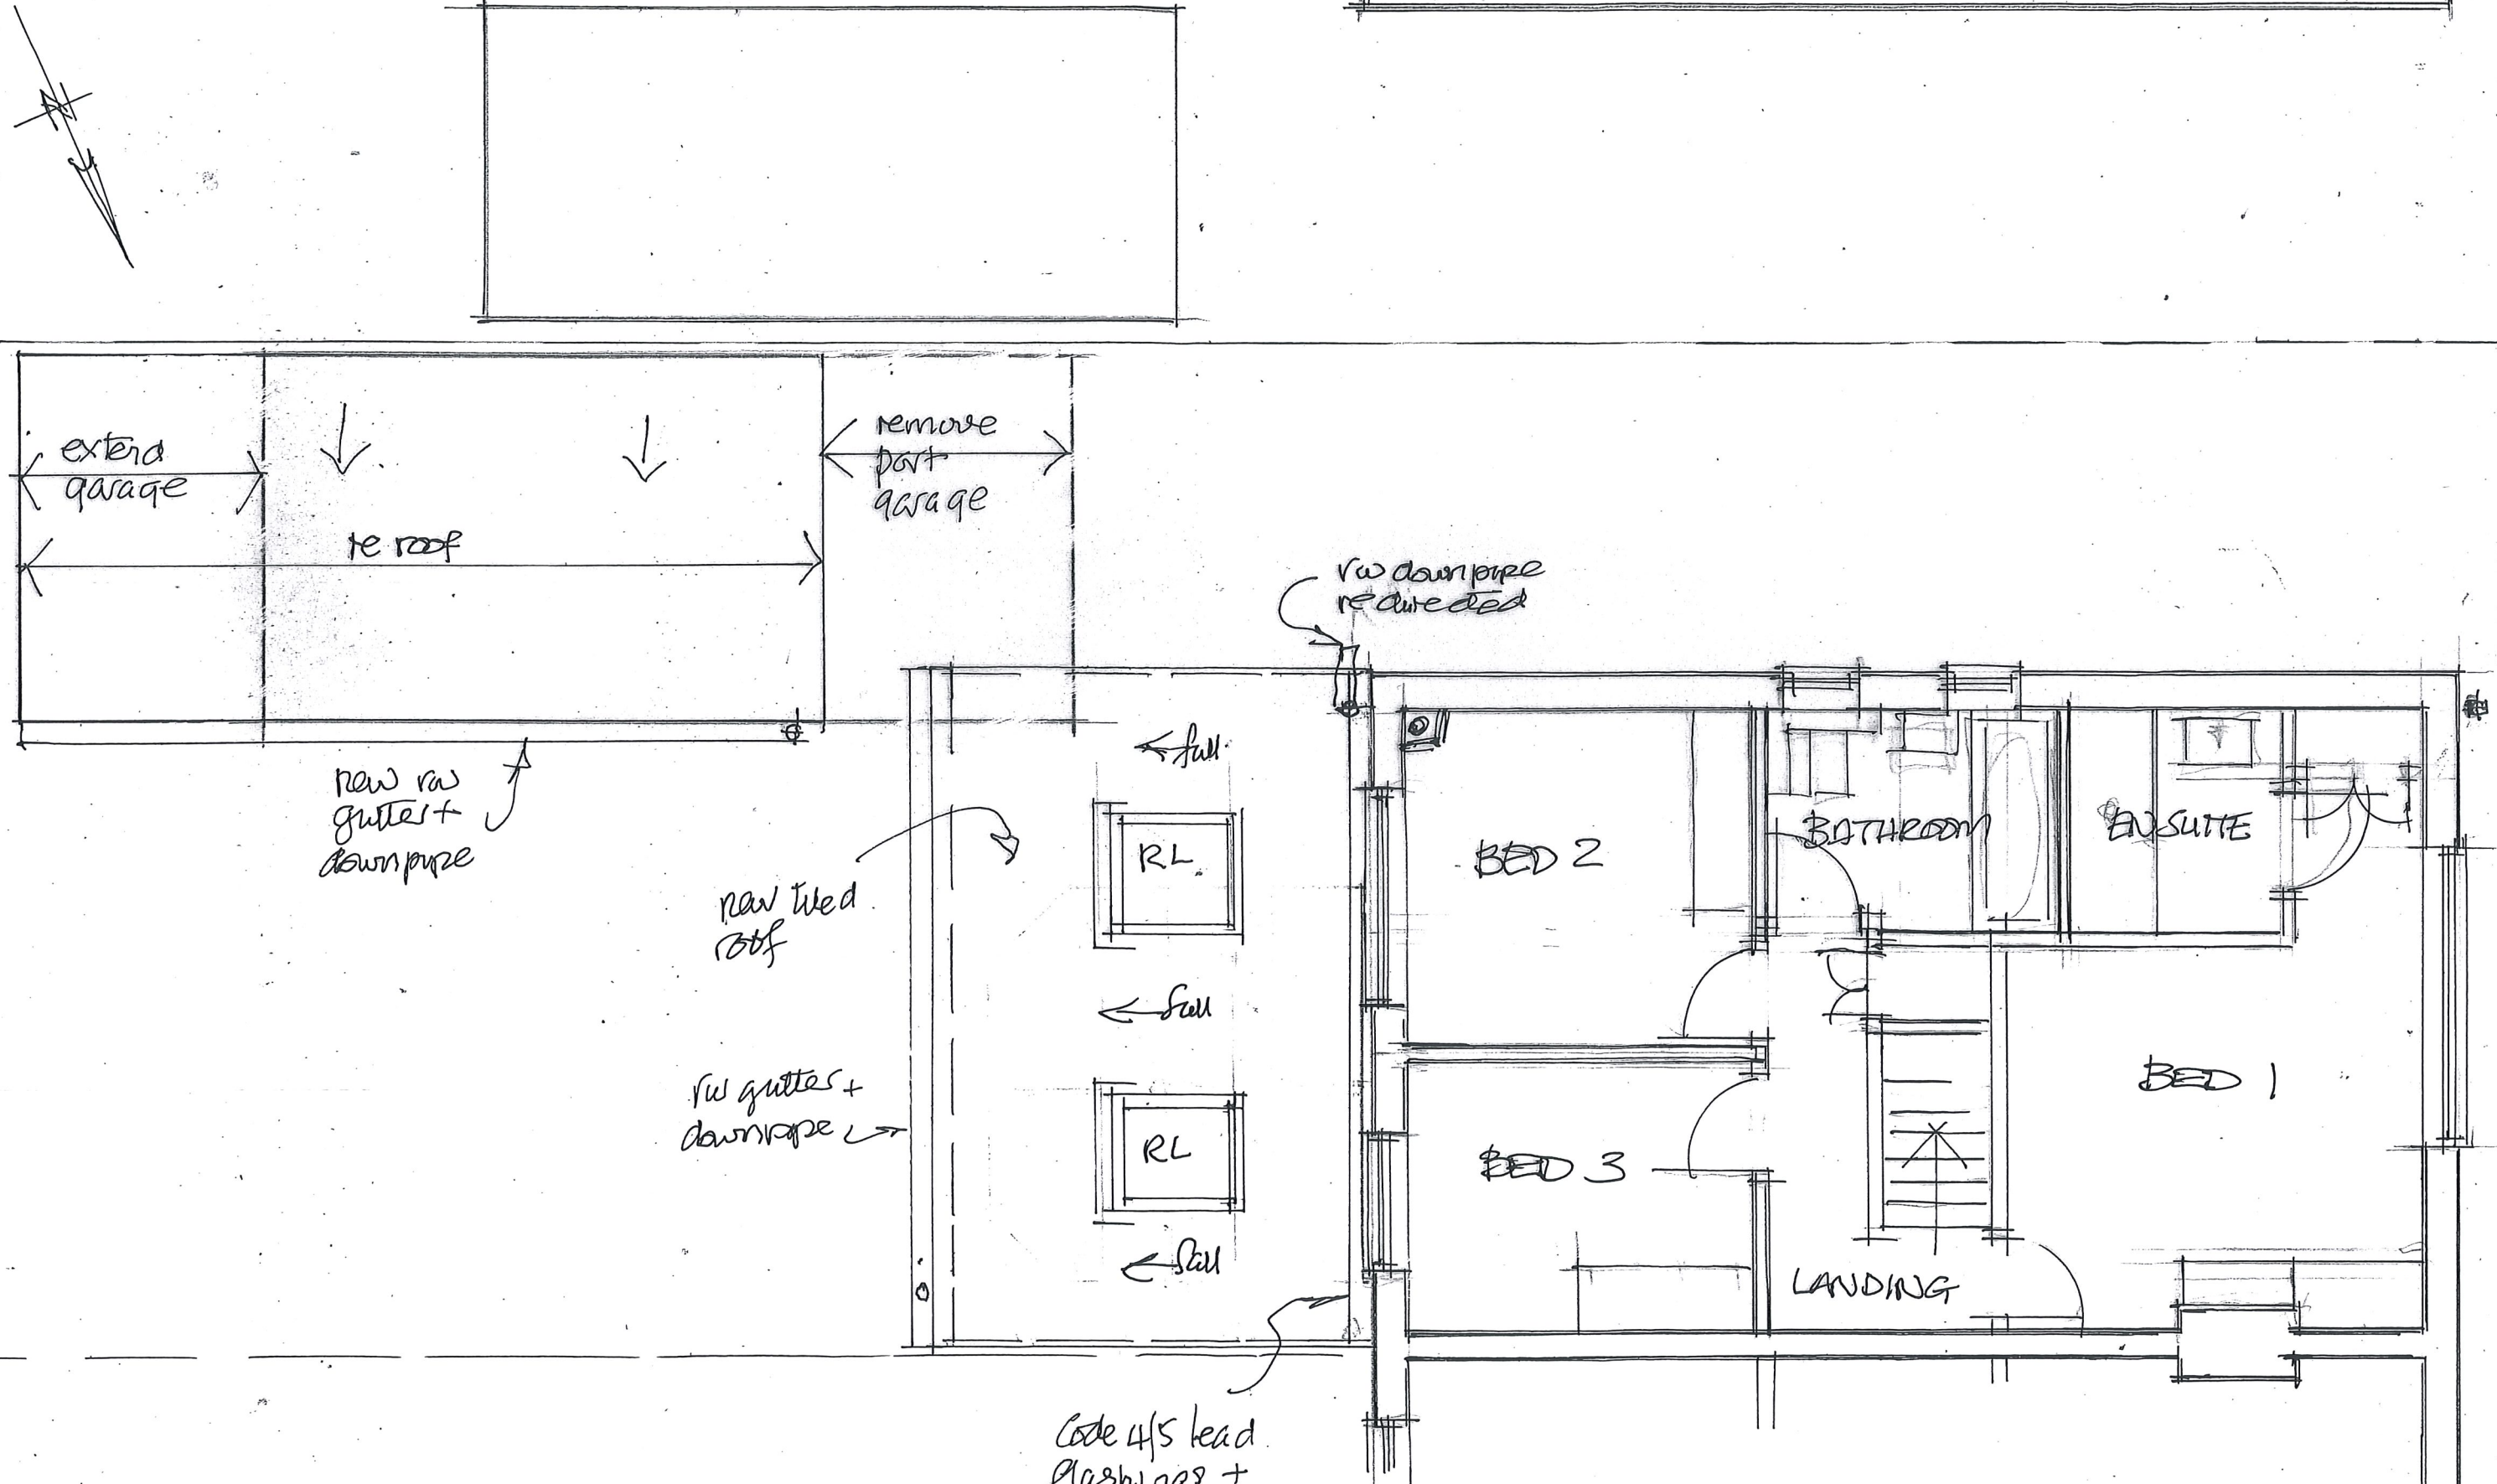 extend
garage
re roof
remove
part
garage
rw downpipe
redirected
new rw
gutter +
downpipe
new tiled
roof
rw gutter +
downpipe
fall
RL
fall
RL
fall
BED 2
BATHROOM
ENSUITE
BED 1
BED 3
LANDING
Code 4/5 lead
flashings +
N